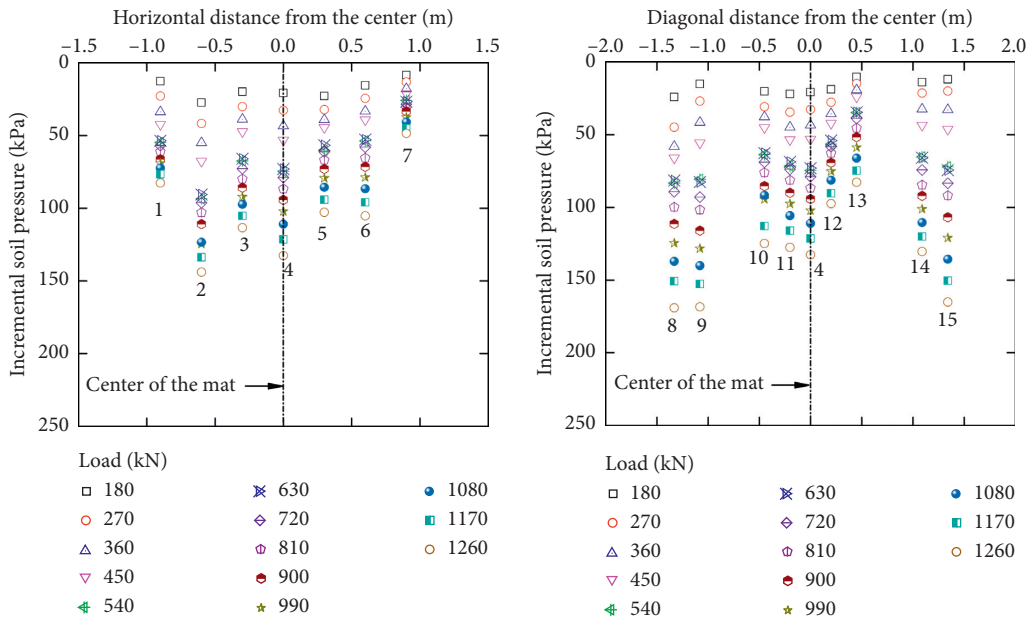 Horizontal distance from the center (m)
−1.5 −1.0 −0.5 0.0 0.5 1.0 1.5
Incremental soil pressure (kPa)
0
50
100
150
200
250
1
2
3
4
5
6
7
Center of the mat
Load (kN)
180 630 1080
270 720 1170
360 810 1260
450 900
540 990
Diagonal distance from the center (m)
−2.0 −1.5 −1.0 −0.5 0.0 0.5 1.0 1.5 2.0
Incremental soil pressure (kPa)
0
50
100
150
200
250
8
9
10
11
4
12
13
14
15
Center of the mat
Load (kN)
180 630 1080
270 720 1170
360 810 1260
450 900
540 990